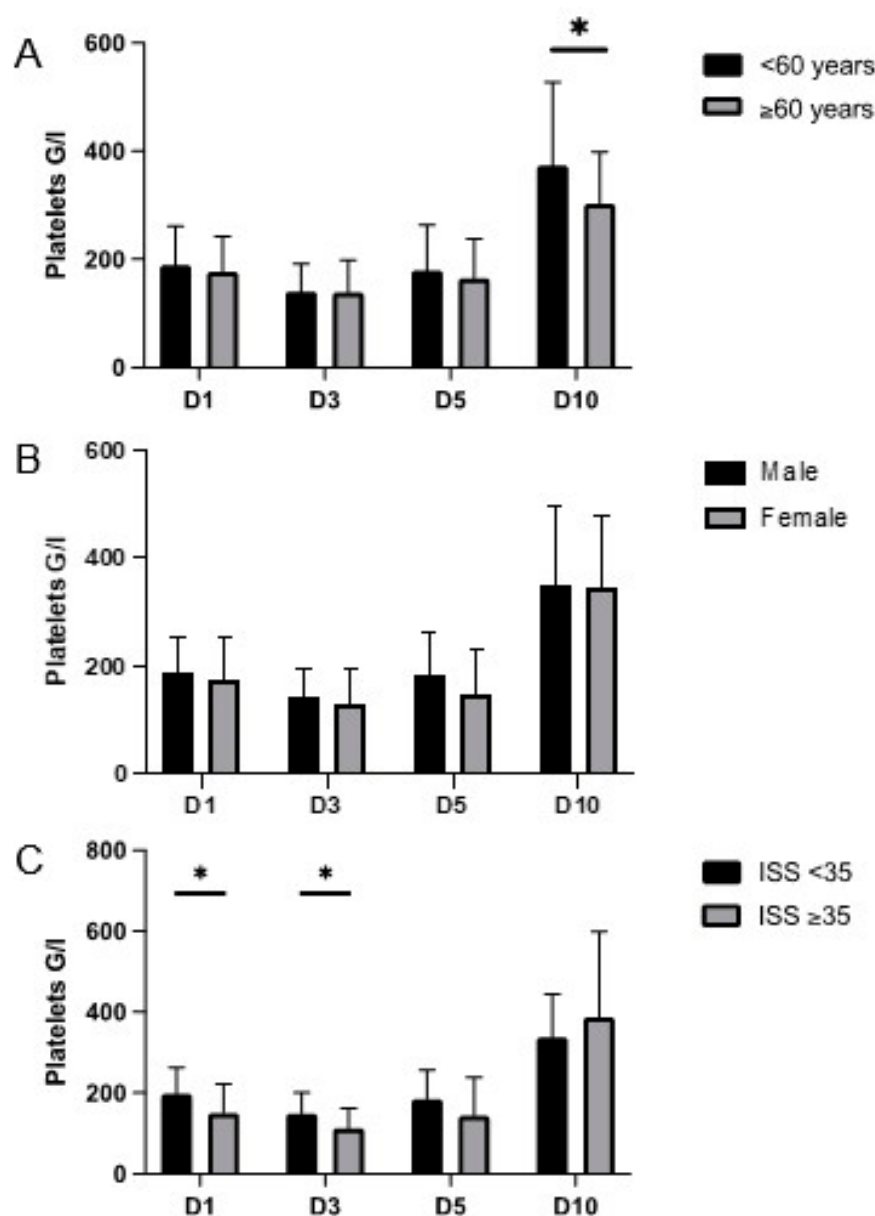 A
600
400
200
0
Platelets G/l
D1 D3 D5 D10
*
<60 years
≥60 years
B
600
400
200
0
Platelets G/l
D1 D3 D5 D10
Male
Female
C
800
600
400
200
0
Platelets G/l
* *
D1 D3 D5 D10
ISS <35
ISS ≥35